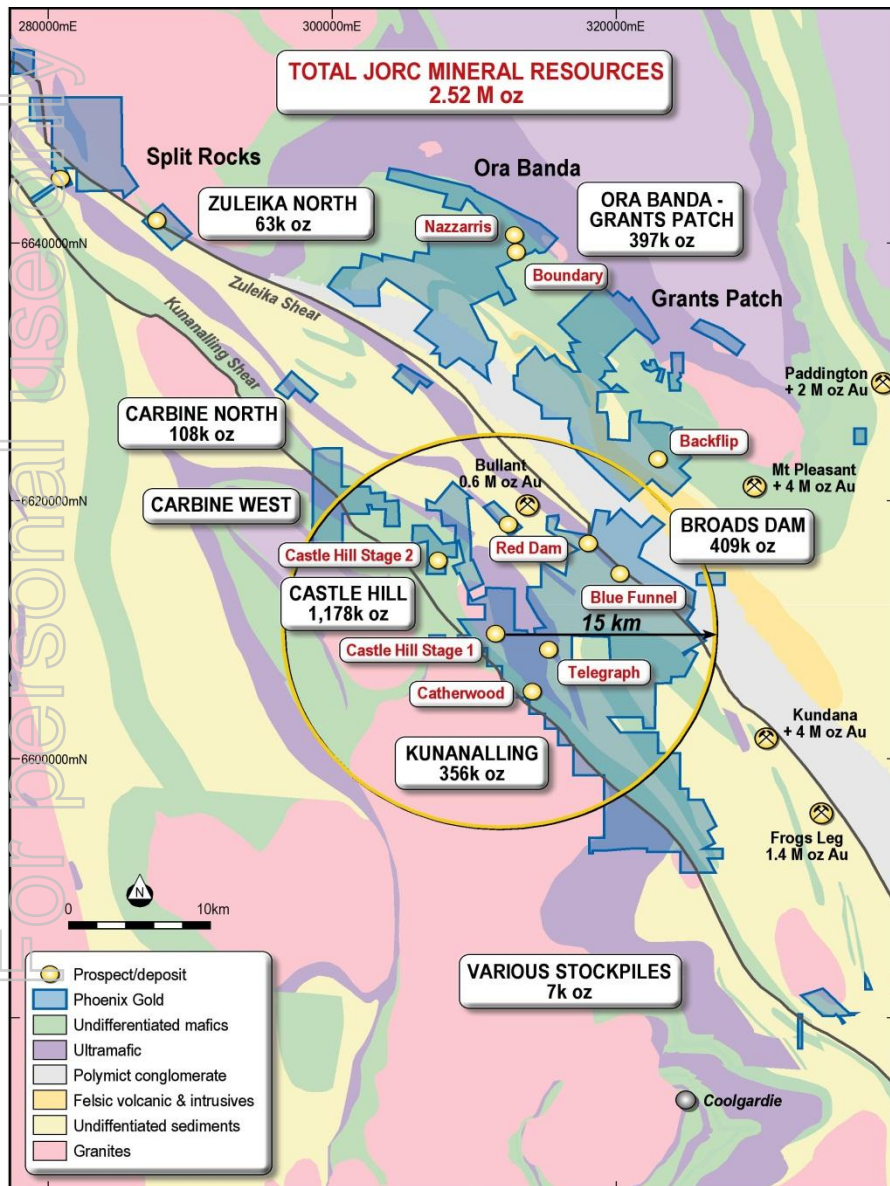 280000mE
300000mE
320000mE
TOTAL JORC MINERAL RESOURCES
2.52 M oz
Split Rocks
Ora Banda
ZULEIKA NORTH
63k oz
ORA BANDA -
GRANTS PATCH
397k oz
Nazzarris
Boundary
6640000mN
Zuleika Shear
Kunanalling Shear
Grants Patch
Paddington
+ 2 M oz Au
CARBINE NORTH
108k oz
Backflip
Bullant
0.6 M oz Au
Mt Pleasant
+ 4 M oz Au
6620000mN
CARBINE WEST
BROADS DAM
409k oz
Castle Hill Stage 2
Red Dam
CASTLE HILL
1,178k oz
Blue Funnel
15 km
Castle Hill Stage 1
Telegraph
Catherwood
Kundana
+ 4 M oz Au
KUNANALLING
356k oz
6600000mN
Frogs Leg
1.4 M oz Au
N
0
10km
VARIOUS STOCKPILES
7k oz
Prospect/deposit
Phoenix Gold
Undifferentiated mafics
Ultramafic
Polymict conglomerate
Felsic volcanic & intrusives
Undiffentiated sediments
Granites
Coolgardie
For personal use only